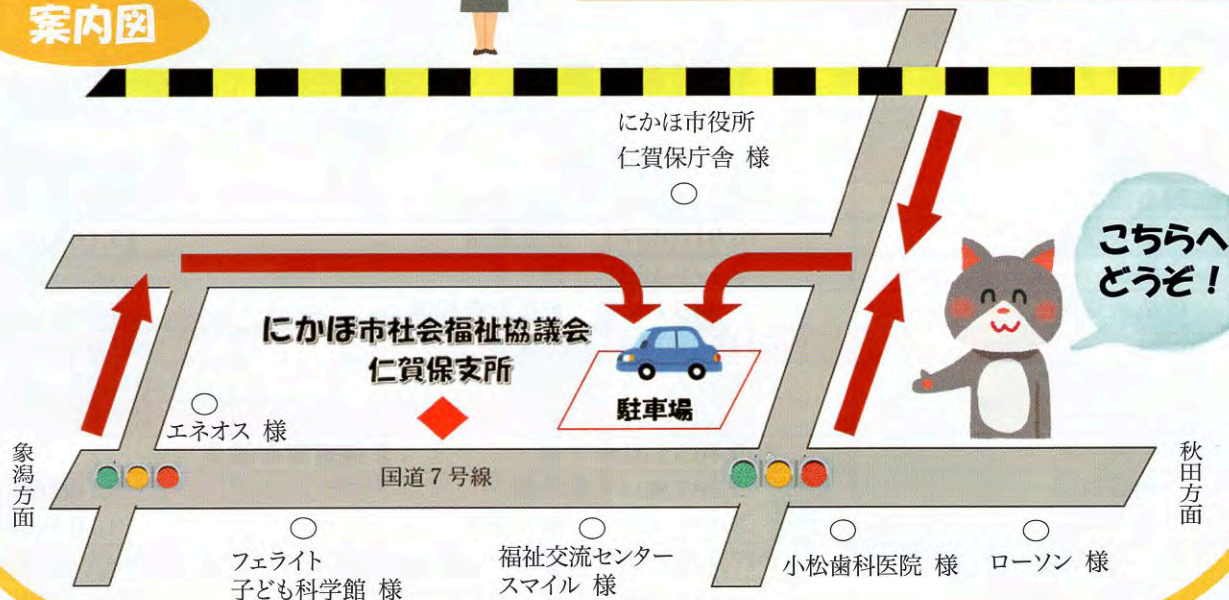 案内図
にかほ市役所
仁賀保庁舎 様
こちらへ
どうぞ！
にかほ市社会福祉協議会
仁賀保支所
駐車場
エネオス 様
象潟方面
国道７号線
秋田方面
フェライト
子ども科学館 様
福祉交流センター
スマイル 様
小松歯科医院 様
ローソン 様